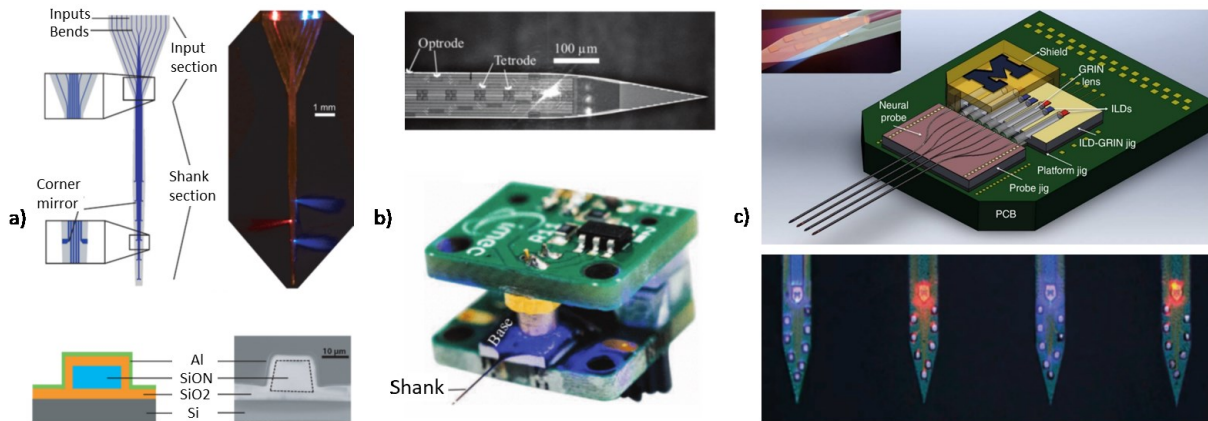 a)
Inputs
Bends
Input
section
Corner
mirror
Shank
section
1 mm
Al
SiON
SiO2
Si
10 µm
b)
Optrode
Tetrode
100 µm
imec
Base
Shank
c)
Shield
M
GRIN
lens
ILDs
Neural
probe
ILD-GRIN jig
Platform jig
Probe jig
PCB